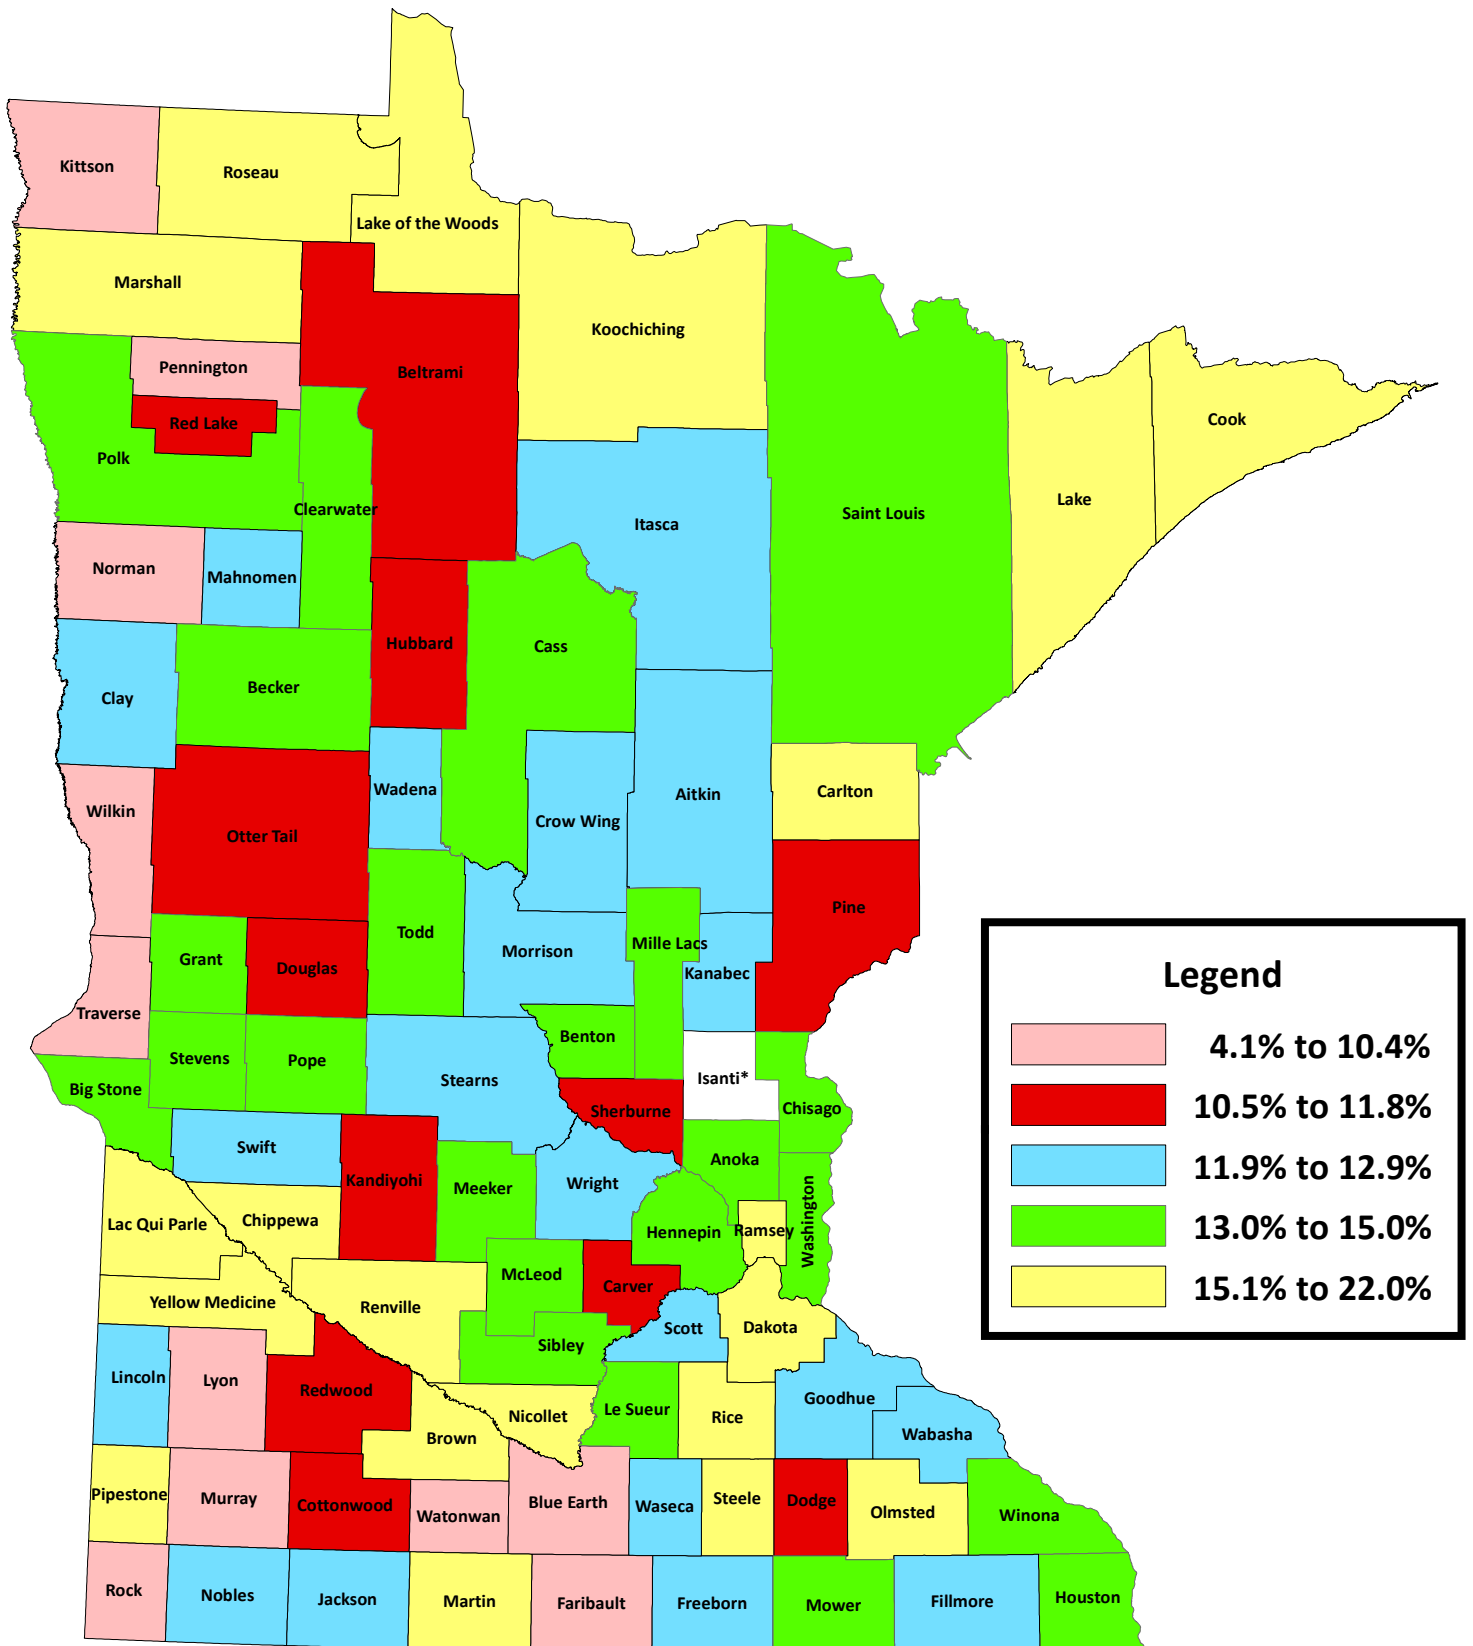 Kittson
Roseau
Lake of the Woods
Marshall
Koochiching
Pennington
Beltrami
Red Lake
Cook
Polk
Lake
Clearwater
Saint Louis
Itasca
Norman
Mahnomen
Hubbard
Cass
Becker
Clay
Wadena
Carlton
Aitkin
Wilkin
Crow Wing
Otter Tail
Pine
Todd
Mille Lacs
Morrison
Grant
Douglas
Kanabec
Traverse
Benton
Stevens
Pope
Isanti*
Stearns
Big Stone
Sherburne
Chisago
Swift
Anoka
Kandiyohi
Wright
Meeker
Washington
Chippewa
Lac Qui Parle
Ramsey
Hennepin
McLeod
Carver
Yellow Medicine
Renville
Scott
Dakota
Sibley
Lincoln
Lyon
Redwood
Goodhue
Le Sueur
Nicollet
Rice
Wabasha
Brown
Pipestone
Murray
Steele
Dodge
Blue Earth
Cottonwood
Waseca
Olmsted
Winona
Watonwan
Rock
Nobles
Jackson
Houston
Martin
Faribault
Freeborn
Fillmore
Mower
Legend
4.1% to 10.4%
10.5% to 11.8%
11.9% to 12.9%
13.0% to 15.0%
15.1% to 22.0%